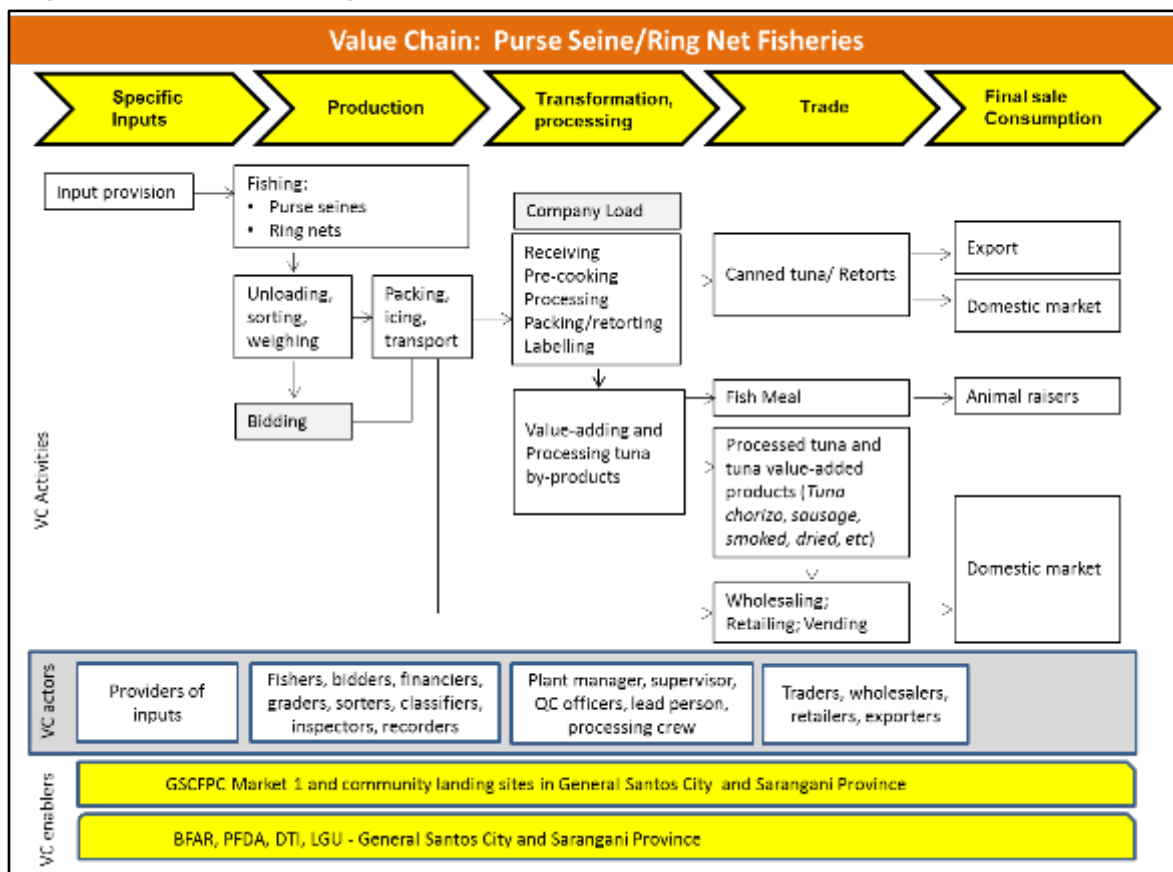 Value Chain: Purse Seine/Ring Net Fisheries
Specific
Inputs
Production
Transformation,
processing
Trade
Final sale
Consumption
Input provision
Fishing:
• Purse seines
• Ring nets
Unloading,
sorting,
weighing
Packing,
icing,
transport
Bidding
Company Load
Receiving
Pre-cooking
Processing
Packing/retorting
Labelling
Value-adding and
Processing tuna
by-products
Canned tuna/ Retorts
Fish Meal
Processed tuna and
tuna value-added
products (Tuna
chorizo, sausage,
smoked, dried, etc)
Wholesaling;
Retailing; Vending
Export
Domestic market
Animal raisers
Domestic market
VC Activities
VC actors
Providers of
inputs
Fishers, bidders, financiers,
graders, sorters, classifiers,
inspectors, recorders
Plant manager, supervisor,
QC officers, lead person,
processing crew
Traders, wholesalers,
retailers, exporters
VC enablers
GSCFPC Market 1 and community landing sites in General Santos City and Sarangani Province
BFAR, PFDA, DTI, LGU - General Santos City and Sarangani Province